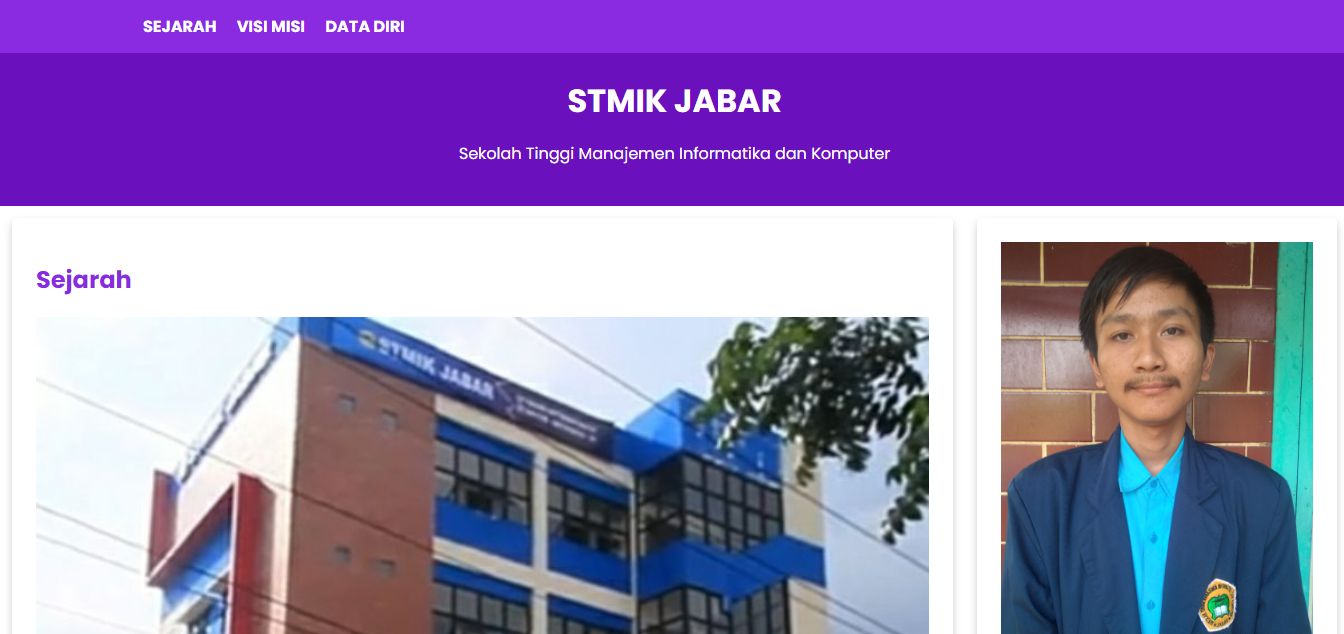 SEJARAH VISI MISI DATA DIRI
STMIK JABAR
Sekolah Tinggi Manajemen Informatika dan Komputer
Sejarah
STMIK JABAR